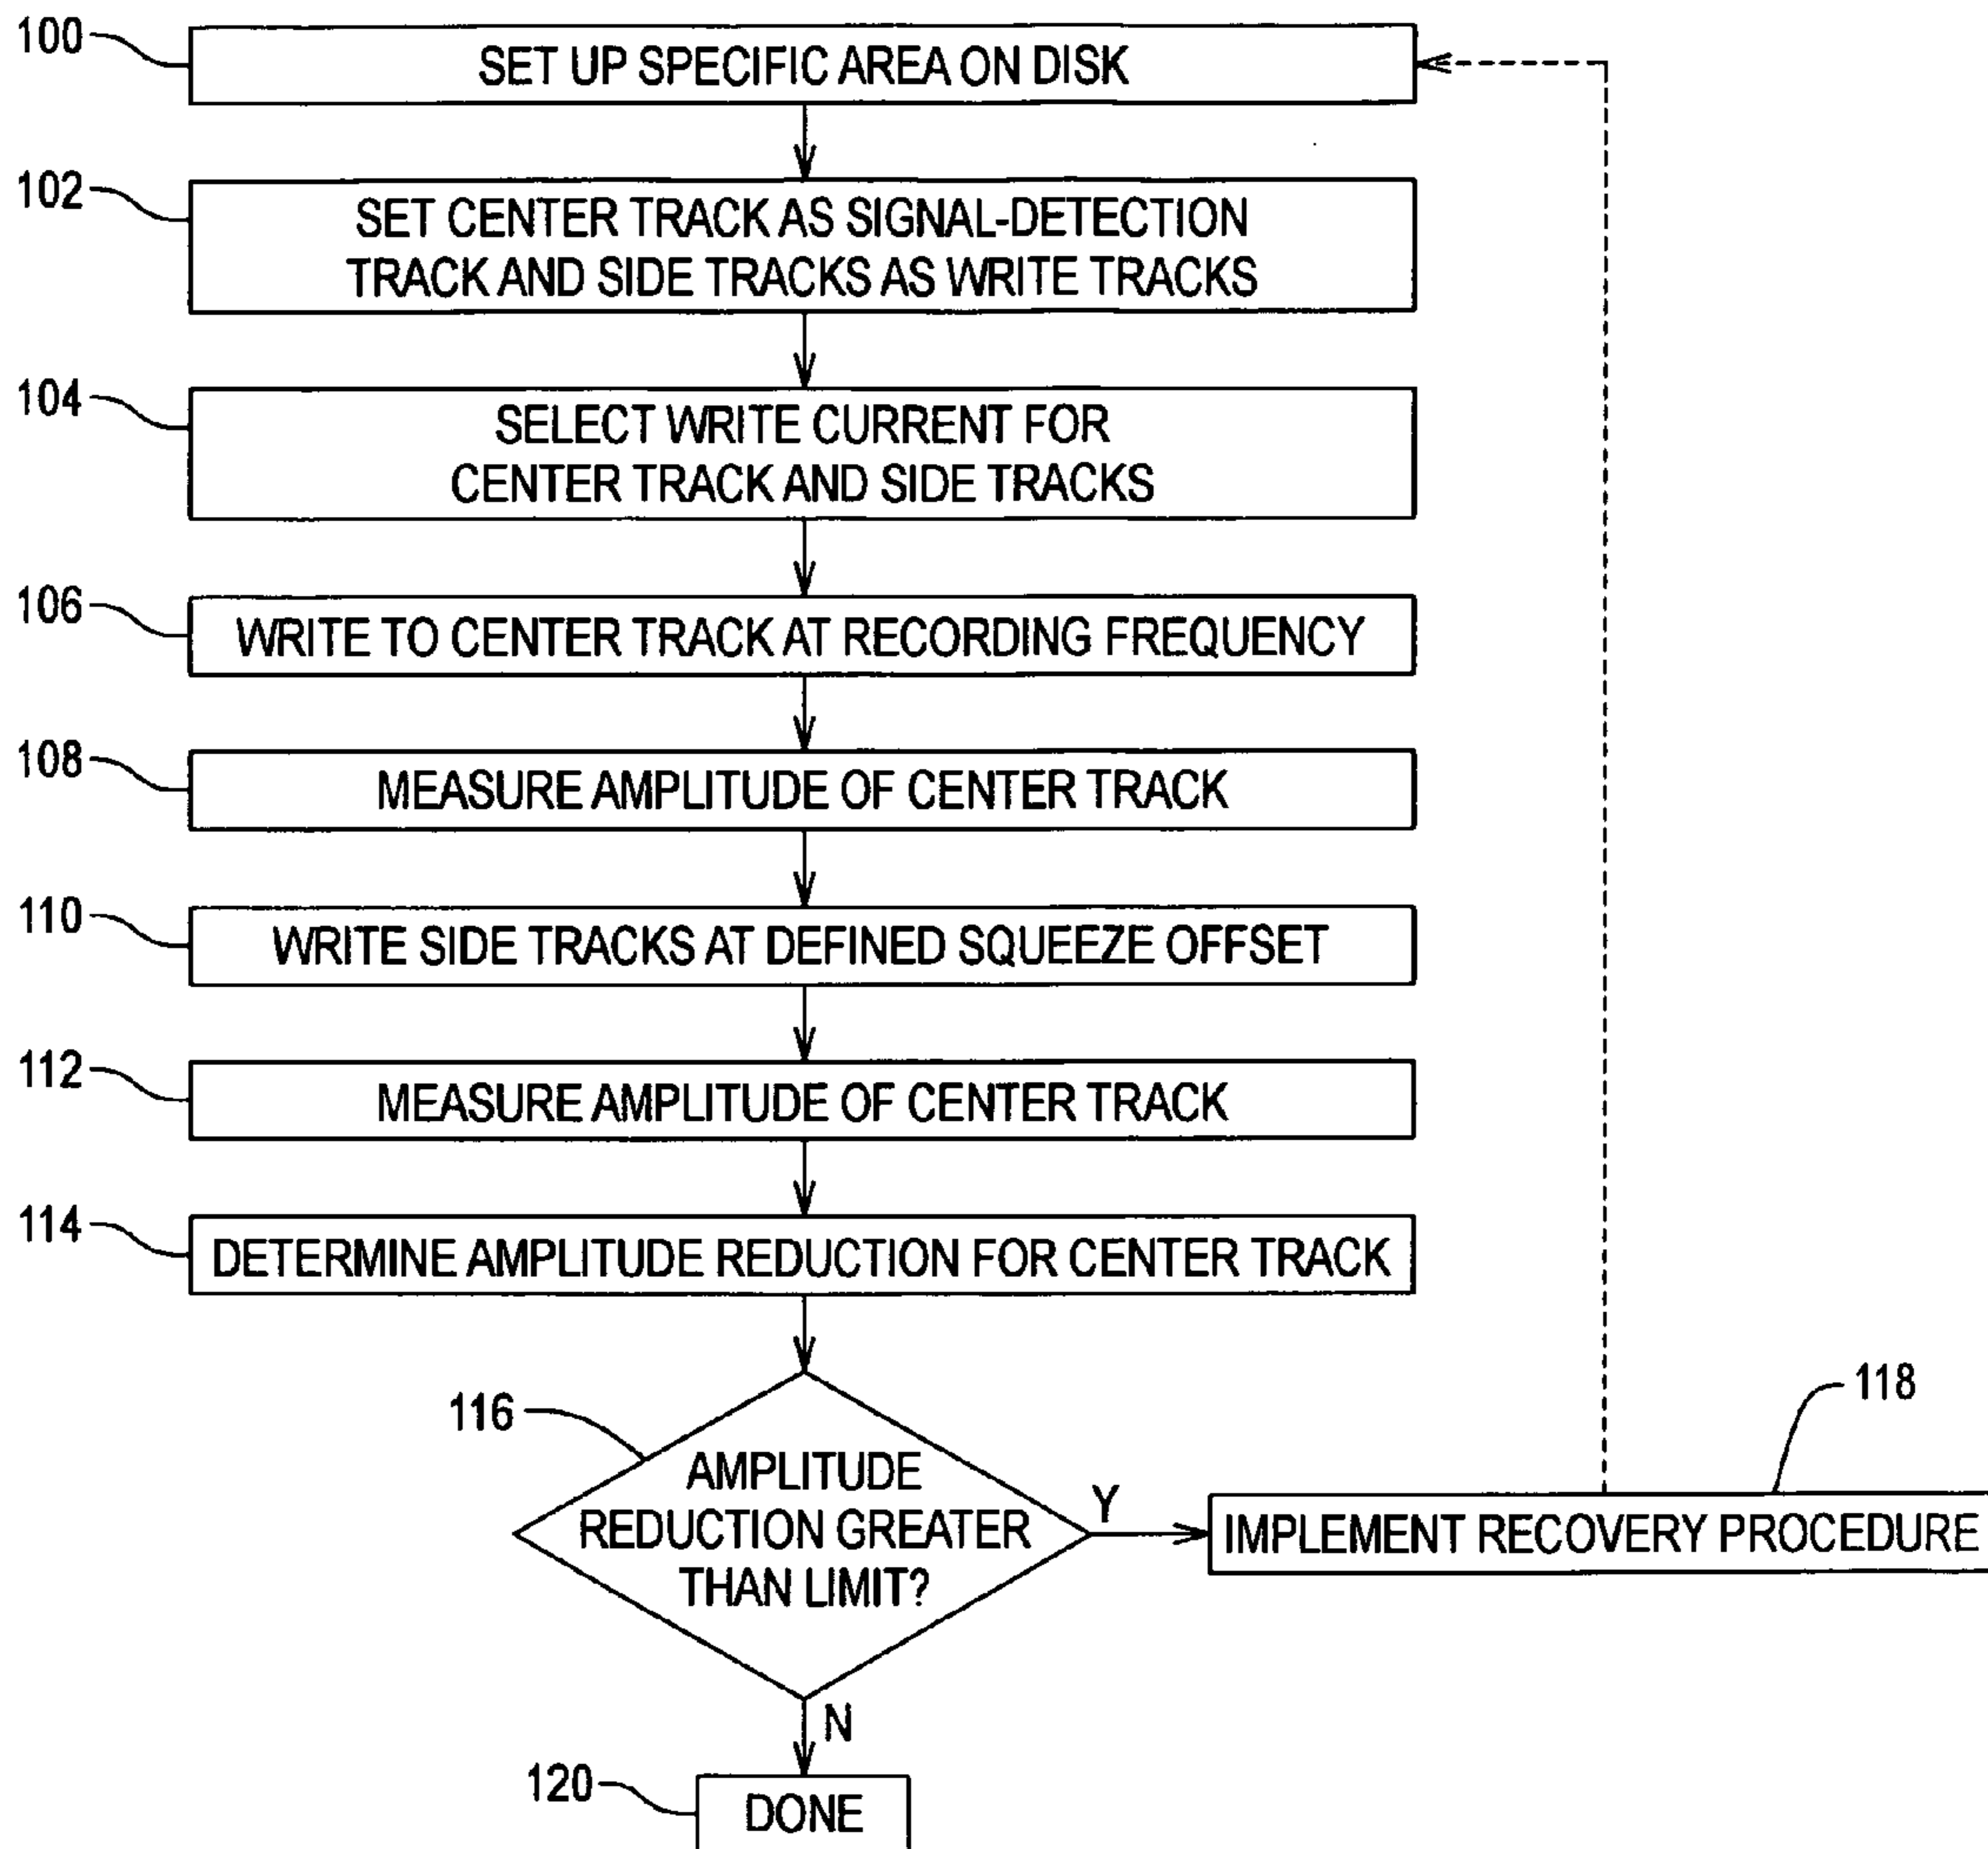 100
SET UP SPECIFIC AREA ON DISK
102
SET CENTER TRACK AS SIGNAL-DETECTION
TRACK AND SIDE TRACKS AS WRITE TRACKS
104
SELECT WRITE CURRENT FOR
CENTER TRACK AND SIDE TRACKS
106
WRITE TO CENTER TRACK AT RECORDING FREQUENCY
108
MEASURE AMPLITUDE OF CENTER TRACK
110
WRITE SIDE TRACKS AT DEFINED SQUEEZE OFFSET
112
MEASURE AMPLITUDE OF CENTER TRACK
114
DETERMINE AMPLITUDE REDUCTION FOR CENTER TRACK
116
AMPLITUDE
REDUCTION GREATER
THAN LIMIT?
Y
118
IMPLEMENT RECOVERY PROCEDURE
N
120
DONE